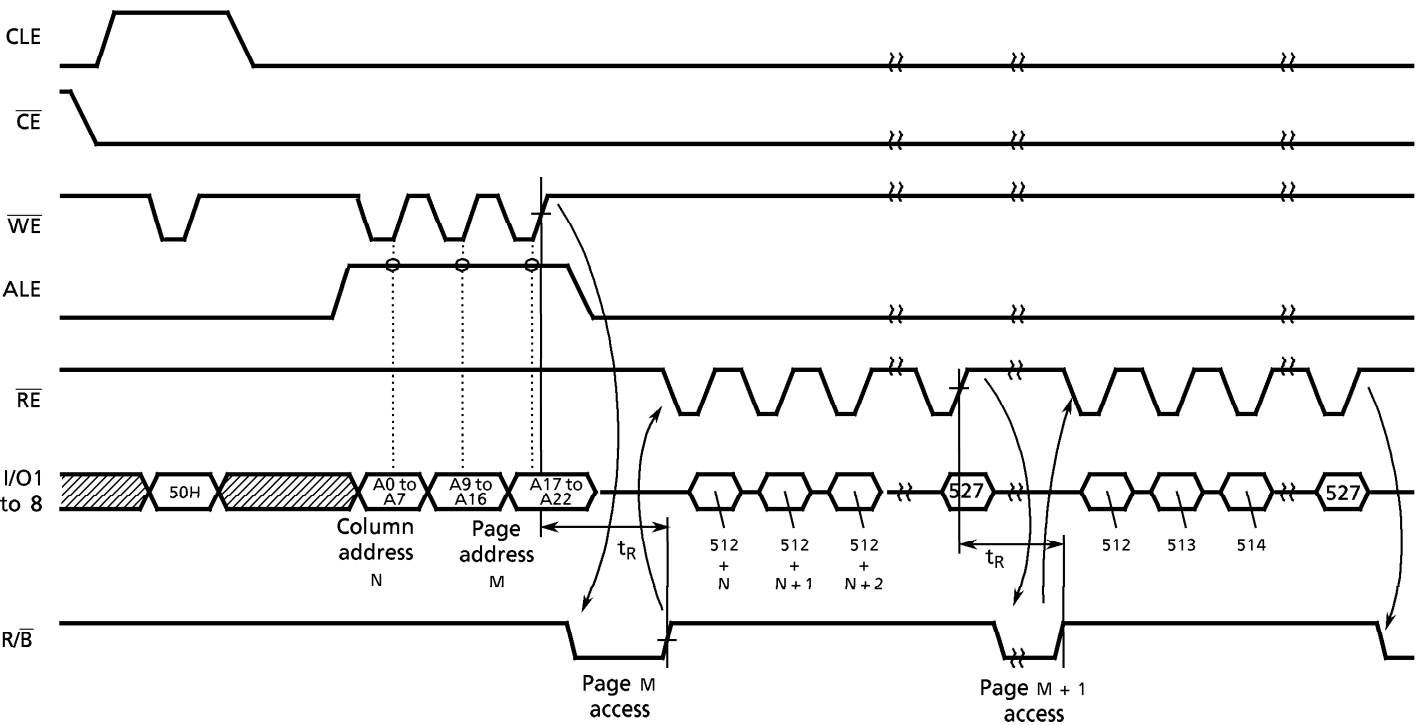 CLE
CE
WE
ALE
RE
I/O1
to 8
50H
A0 to
A7
A9 to
A16
A17 to
A22
527
527
Column
address
N
Page
address
M
tR
512
+
N
512
+
N + 1
512
+
N + 2
tR
512
513
514
R/B
Page M
access
Page M + 1
access